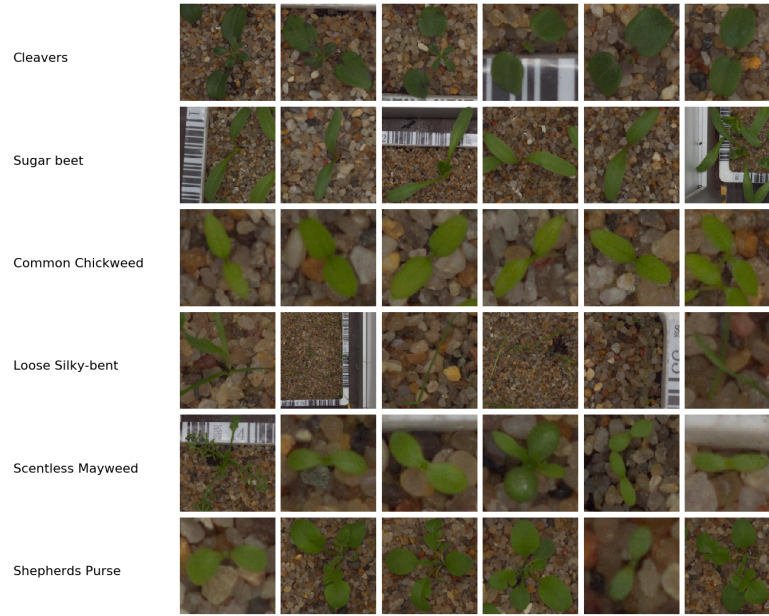 Cleavers
Sugar beet
Common Chickweed
Loose Silky-bent
Scentless Mayweed
Shepherds Purse